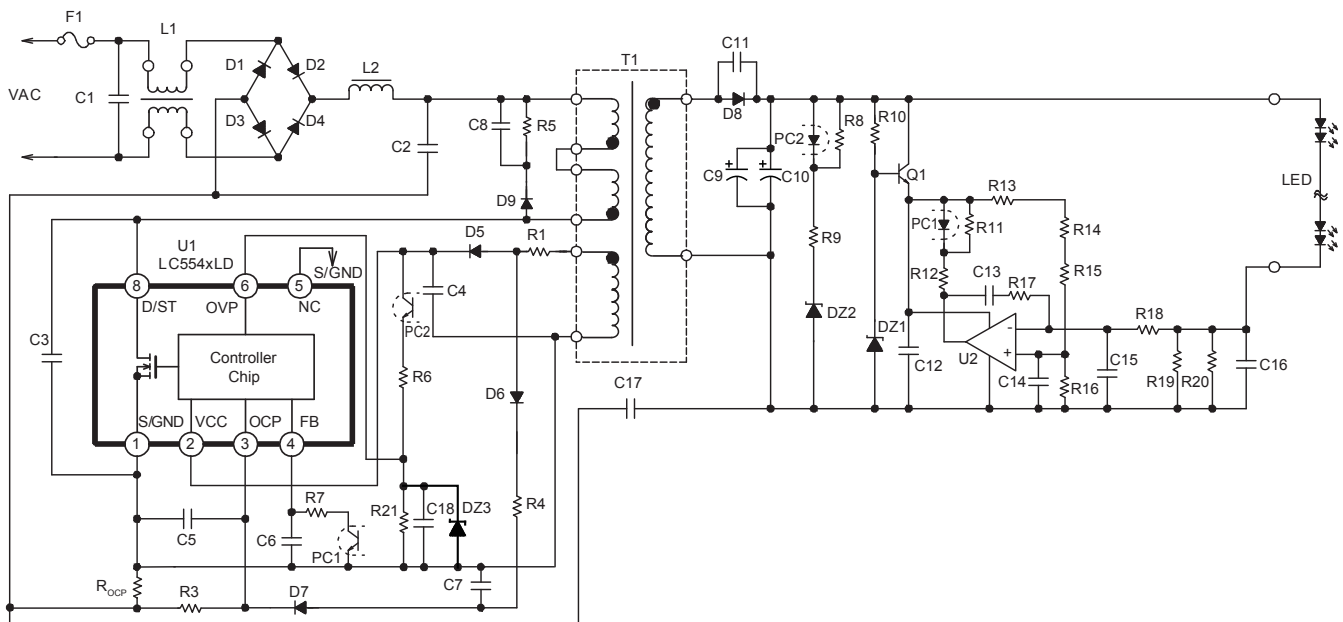 F1
L1
T1
C11
D1
D2
L2
VAC
C1
D3
D4
C8
R5
C2
D8
PC2
R8
R10
C9
C10
Q1
D9
R13
LED
PC1
R11
R14
U1
LC554xLD
S/GND
D5
R1
R9
R12
C13
R17
R15
8
6
5
D/ST
OVP
NC
C4
PC2
DZ2
DZ1
R18
C3
Controller
Chip
R6
D6
C17
C12
U2
-
+
C14
C15
R16
R19
R20
C16
S/GND
VCC
OCP
FB
1
2
3
4
R7
R21
C18
DZ3
R4
C5
C6
PC1
C7
ROCP
R3
D7